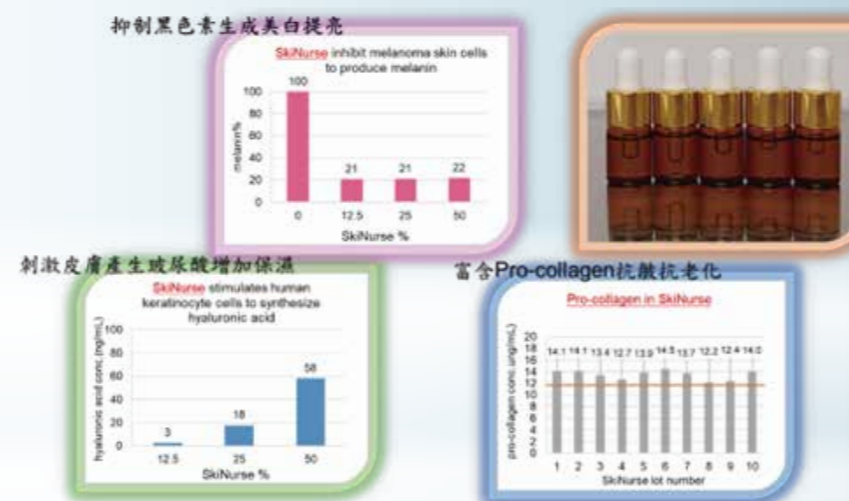 抑制黑色素生成美白提亮
SkiNurse inhibit melanoma skin cells
to produce melanin
melanin%
100
80
60
40
20
0
100
21
21
22
0 12.5 25 50
SkiNurse %
刺激皮膚產生玻尿酸增加保濕
SkiNurse stimulates human
keratinocyte cells to synthesize
hyaluronic acid
hyaluronic acid conc.(ng/mL)
100
80
60
40
20
0
3
18
58
12.5 25 50
SkiNurse %
富含Pro-collagen抗皺抗老化
Pro-collagen in SkiNurse
20
18
16
14
12
10
8
6
4
2
0
14.1 14.1 13.4 12.7 13.9 14.5 13.7 12.2 12.4 14.0
1 2 3 4 5 6 7 8 9 10
SkiNurse lot number